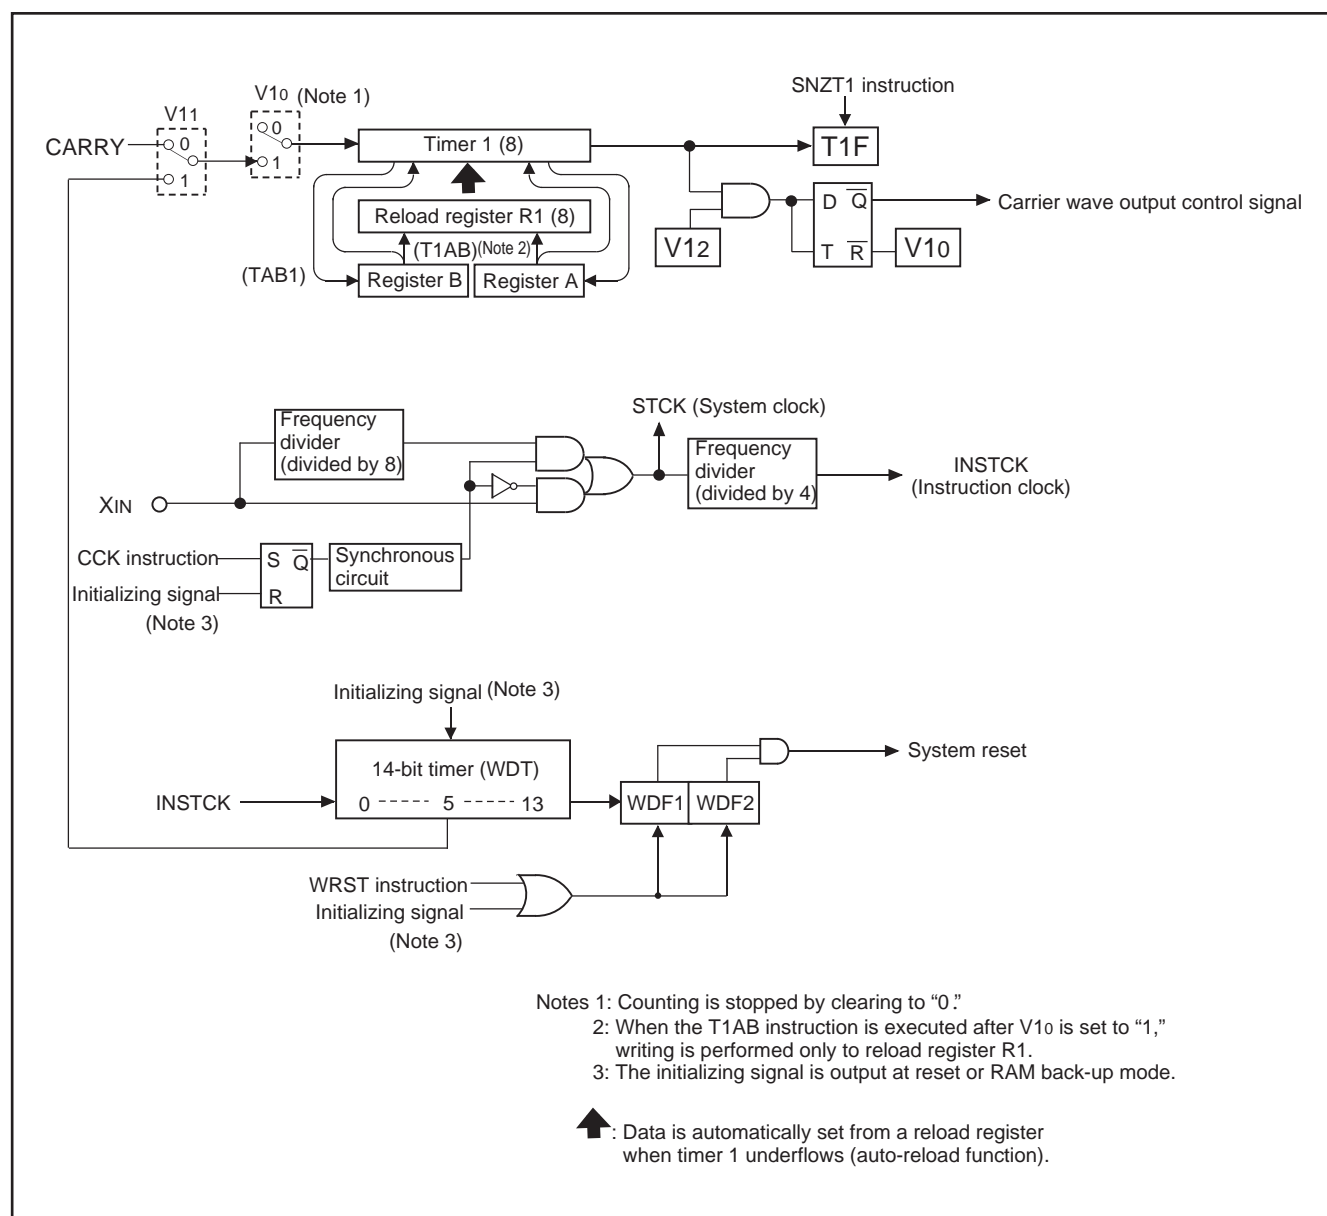 SNZT1 instruction
V10 (Note 1)
V11
0
0
CARRY
1
1
Timer 1 (8)
T1F
Reload register R1 (8)
D Q
Carrier wave output control signal
(T1AB)(Note 2)
V12
T R
V10
(TAB1)
Register B
Register A
STCK (System clock)
Frequency
divider
(divided by 8)
Frequency
divider
(divided by 4)
INSTCK
(Instruction clock)
XIN
CCK instruction
S Q
Synchronous
circuit
Initializing signal
R
(Note 3)
Initializing signal (Note 3)
System reset
14-bit timer (WDT)
INSTCK
0 ----- 5 ----- 13
WDF1 WDF2
WRST instruction
Initializing signal
(Note 3)
Notes 1: Counting is stopped by clearing to “0.”
2: When the T1AB instruction is executed after V10 is set to “1,”
writing is performed only to reload register R1.
3: The initializing signal is output at reset or RAM back-up mode.
: Data is automatically set from a reload register
when timer 1 underflows (auto-reload function).